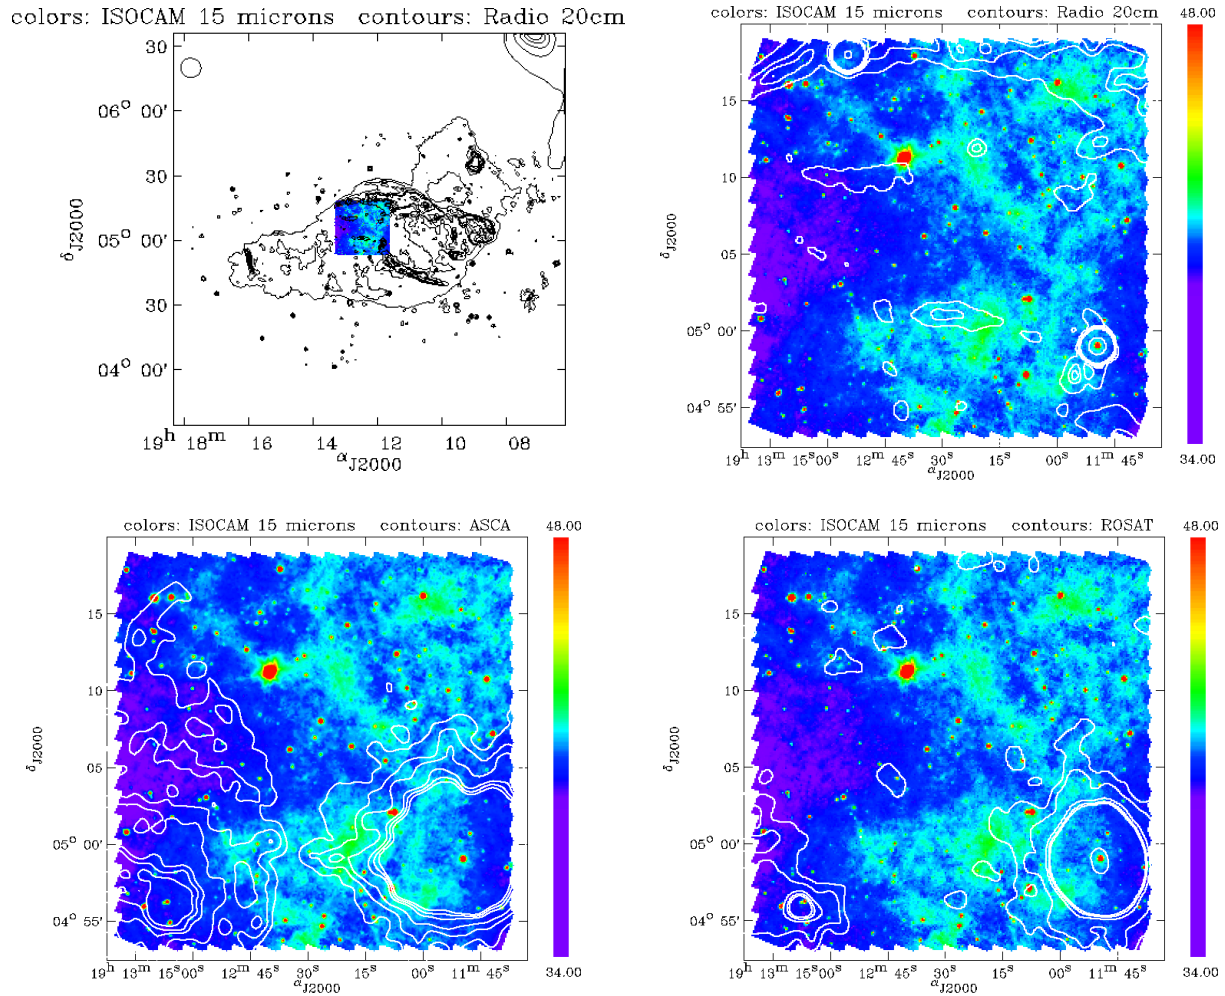 colors: ISOCAM 15 microns contours: Radio 20cm
30
06° 00'
30
05° 00'
30
04° 00'
δJ2000
19h 18m 16 14 12 10 08
αJ2000
colors: ISOCAM 15 microns contours: Radio 20cm 48.00
15
10
05
05° 00'
04° 55'
δJ2000
34.00
19h 13m 15s 00s 12m 45s 30s 15s 00s 11m 45s
αJ2000
colors: ISOCAM 15 microns contours: ASCA 48.00
15
10
05
05° 00'
04° 55'
δJ2000
34.00
19h 13m 15s 00s 12m 45s 30s 15s 00s 11m 45s
αJ2000
colors: ISOCAM 15 microns contours: ROSAT 48.00
15
10
05
05° 00'
04° 55'
δJ2000
34.00
19h 13m 15s 00s 12m 45s 30s 15s 00s 11m 45s
αJ2000